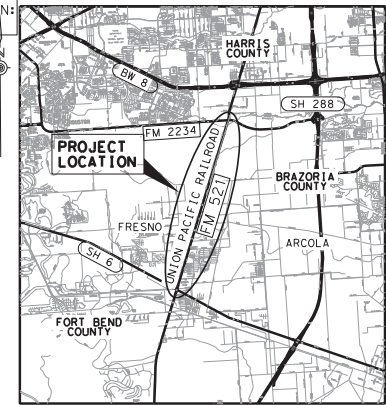 N:
HARRIS
COUNTY
BW 8
SH 288
FM 2234
PROJECT
LOCATION
UNION PACIFIC RAILROAD
FM 521
BRAZORIA
COUNTY
FRESNO
ARCOLA
SH 6
FORT BEND
COUNTY